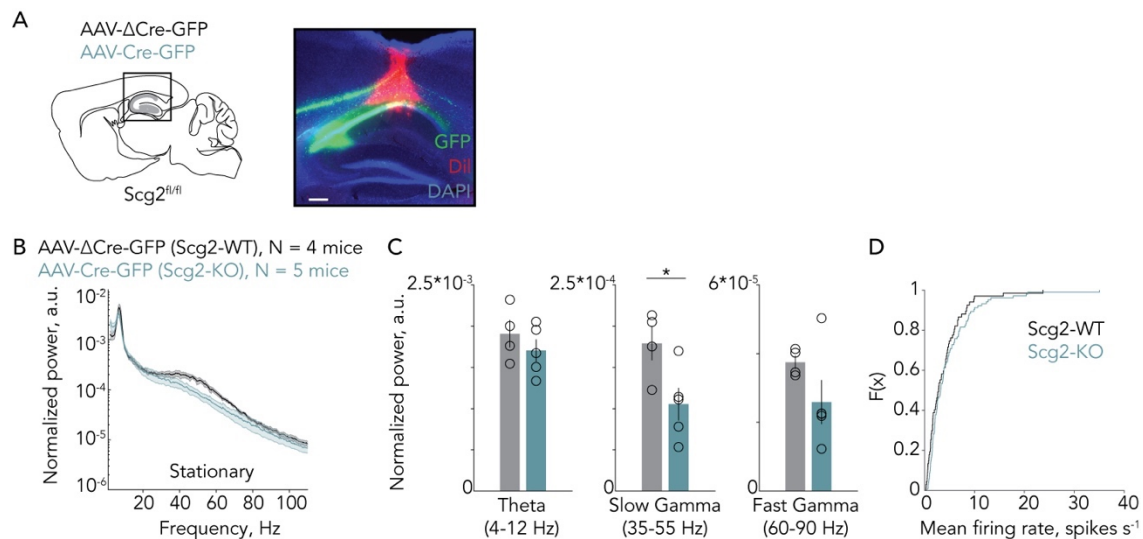 A
AAV-ΔCre-GFP
AAV-Cre-GFP
Scg2fl/fl
GFP
DiI
DAPI
B
AAV-ΔCre-GFP (Scg2-WT), N = 4 mice
AAV-Cre-GFP (Scg2-KO), N = 5 mice
Normalized power, a.u.
10-2
10-3
10-4
10-5
10-6
Stationary
20 40 60 80 100
Frequency, Hz
C
Normalized power, a.u.
2.5*10-3
0
Theta
(4-12 Hz)
2.5*10-4
*
0
Slow Gamma
(35-55 Hz)
6*10-5
0
Fast Gamma
(60-90 Hz)
D
F(x)
1
0.8
0.6
0.4
0.2
0
Scg2-WT
Scg2-KO
0 10 20 30 40
Mean firing rate, spikes s-1